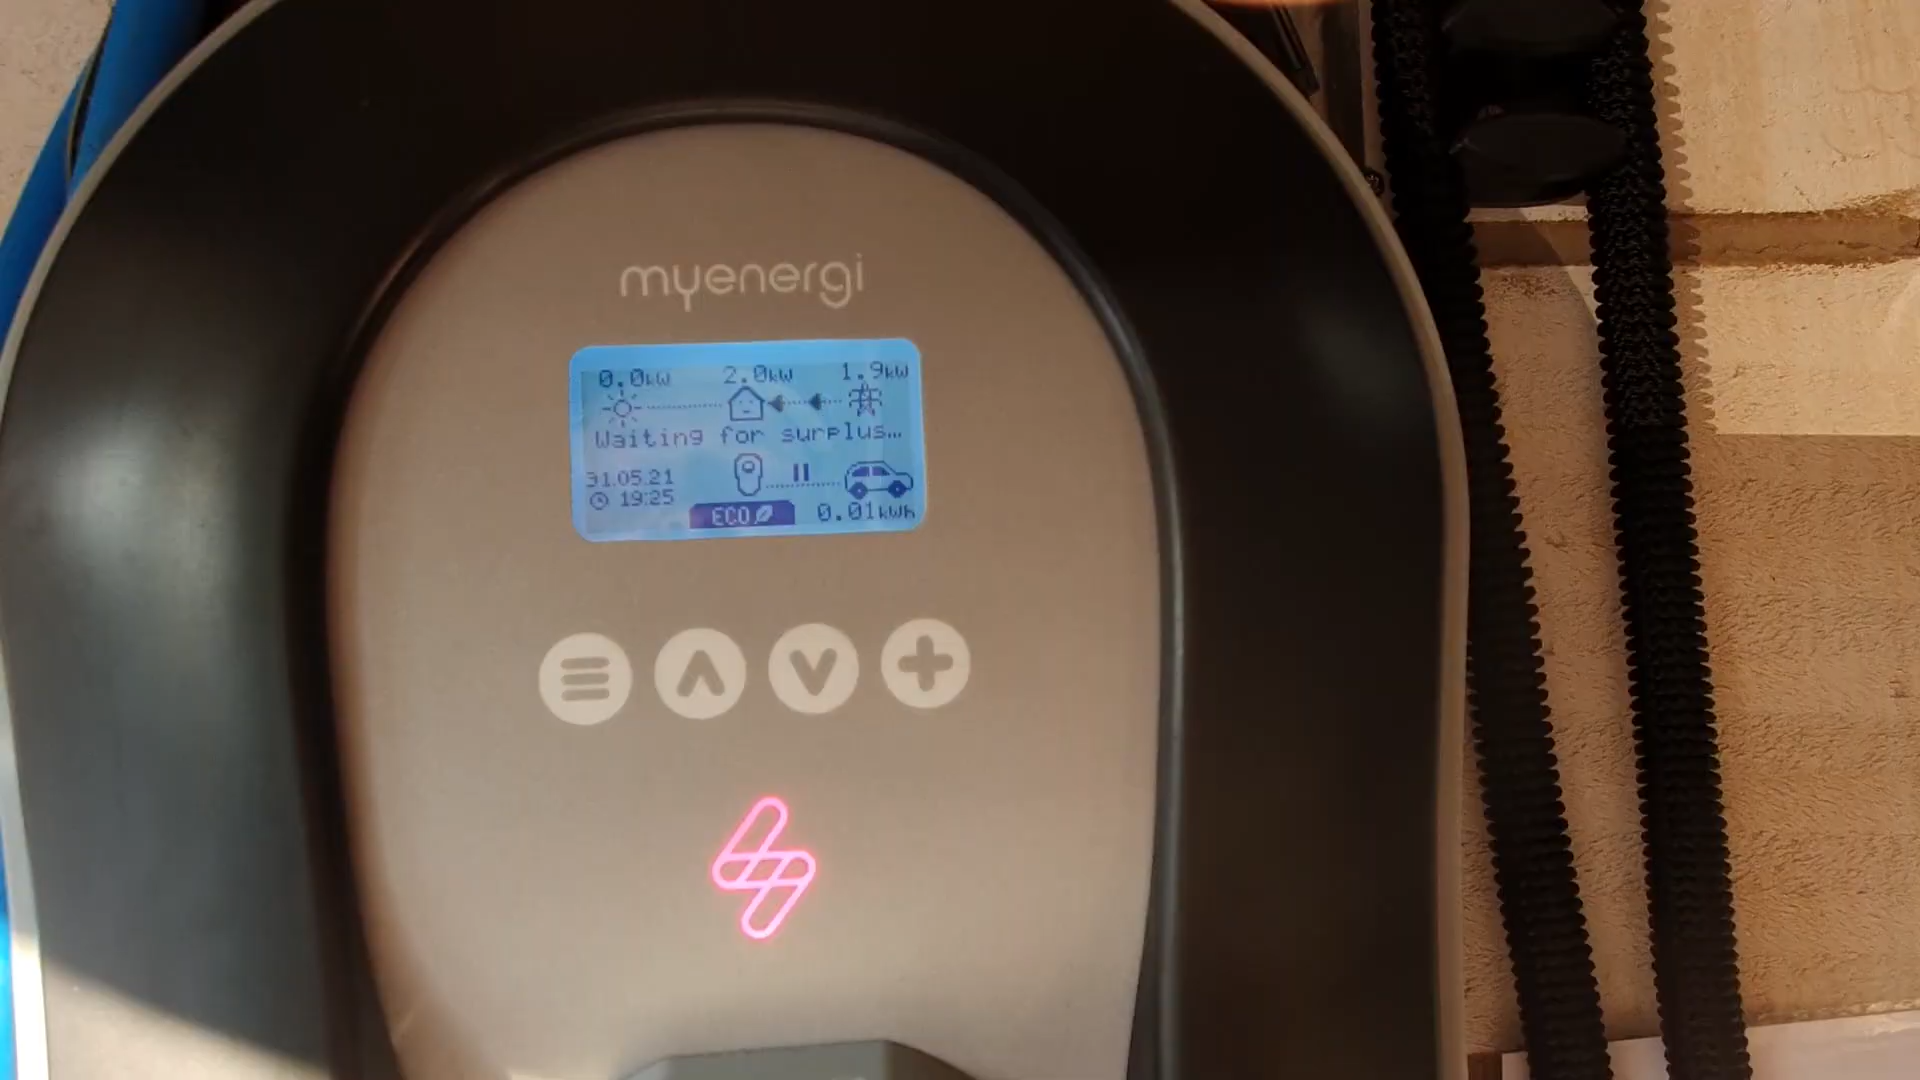 myenergi
0.0kW 2.0kW 1.9kW
Waiting for surplus...
31.05.21
19:25
ECO 0.01kWh